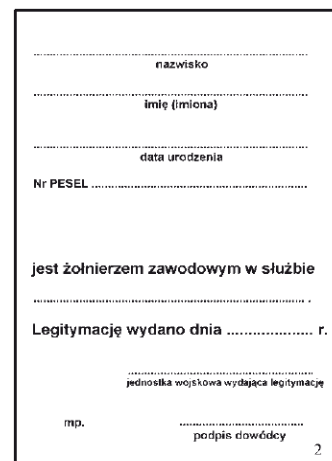 ....................................................................
nazwisko
....................................................................
imię (imiona)
....................................................................
data urodzenia
Nr PESEL .....................................................
jest żołnierzem zawodowym w służbie
.................................................................... .
Legitymację wydano dnia .................... r.
................................................
jednostka wojskowa wydająca legitymację
mp. ..............................
podpis dowódcy
2